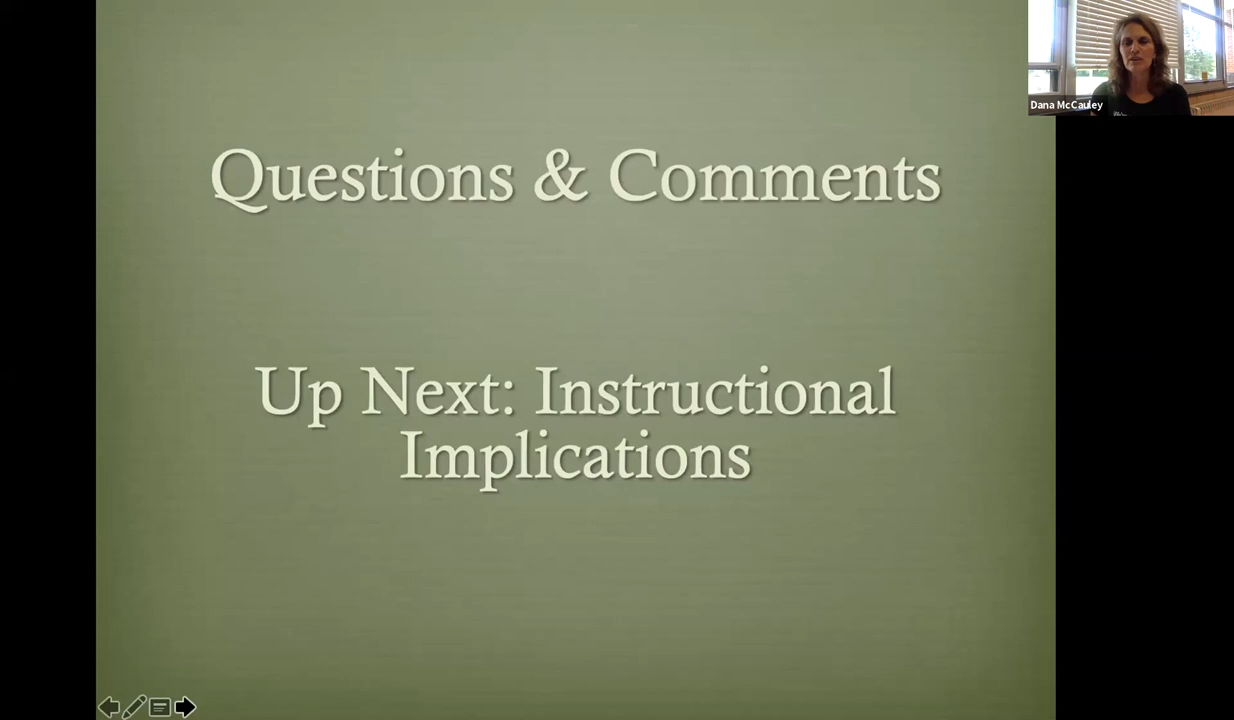 Questions & Comments
Up Next: Instructional
Implications
Dana McCauley